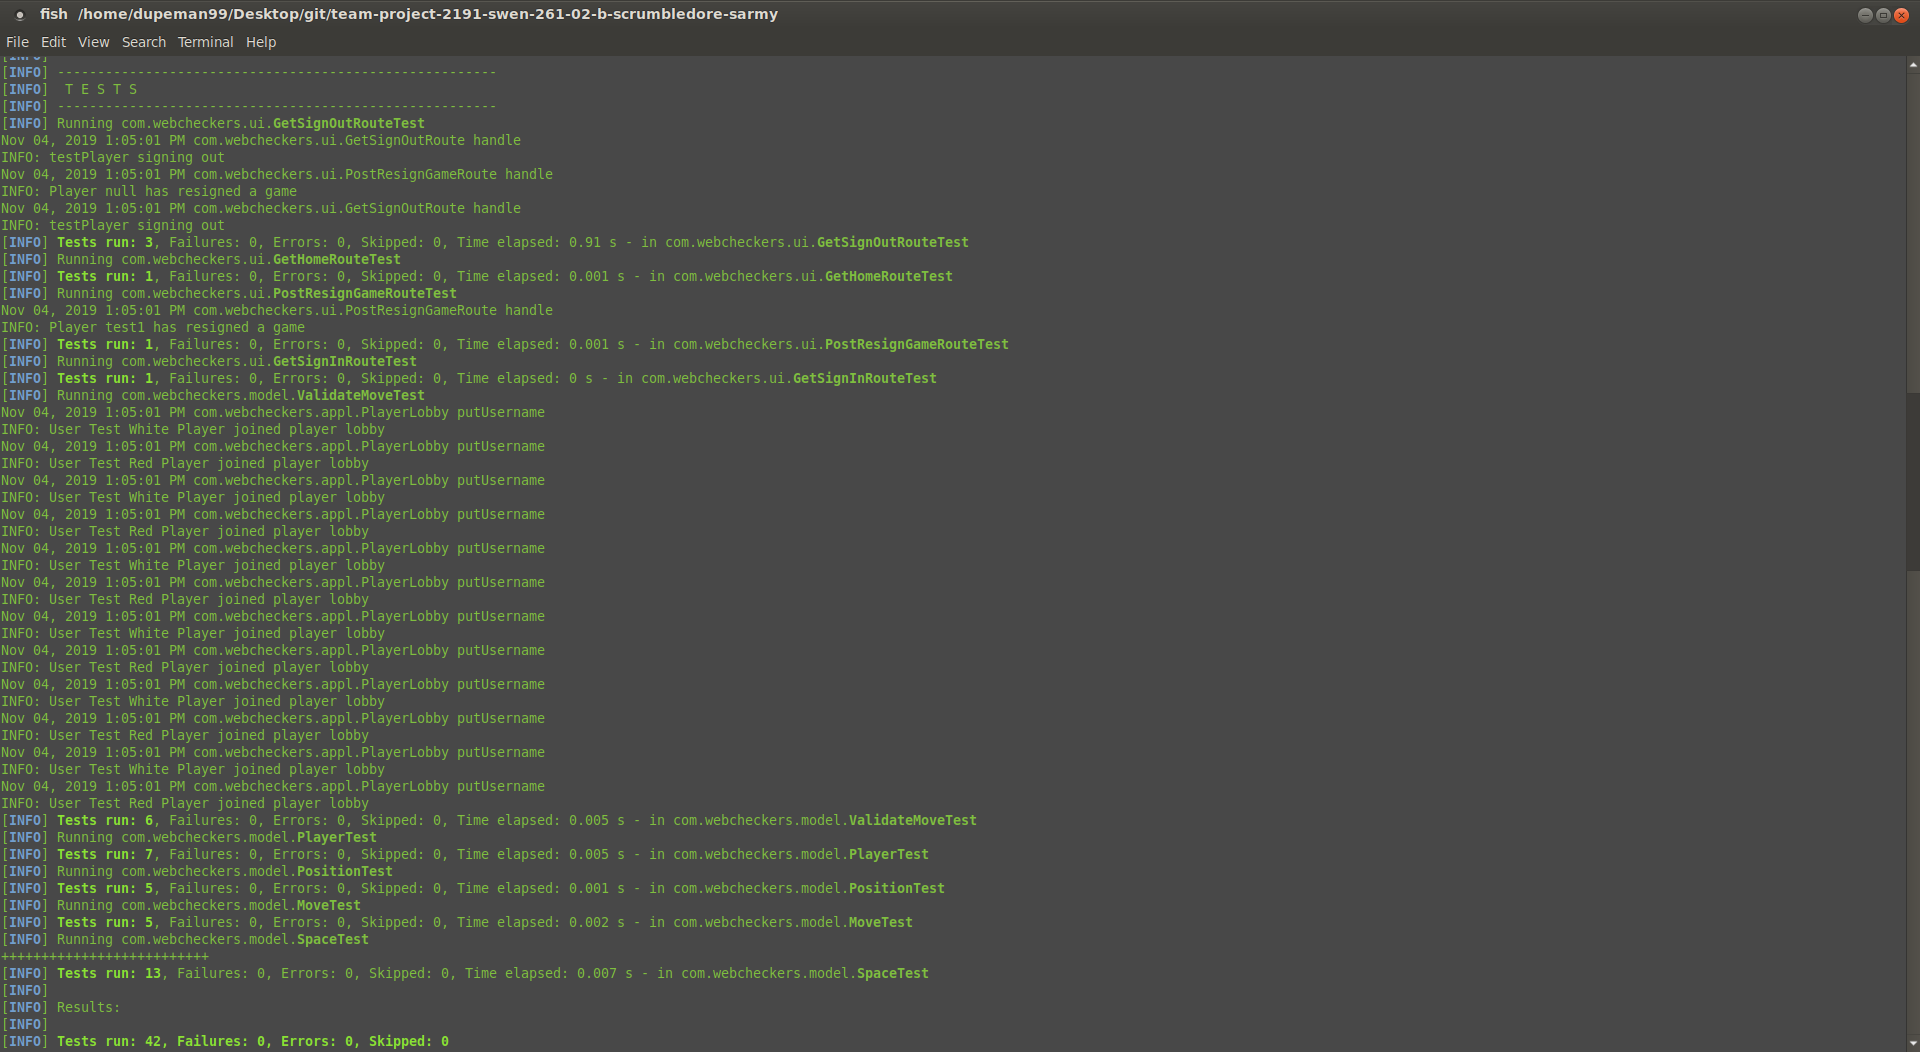 fish /home/dupeman99/Desktop/git/team-project-2191-swen-261-02-b-scrumbledore-sarmy
File Edit View Search Terminal Help
[INFO]
[INFO] -------------------------------------------------------
[INFO]  T E S T S
[INFO] -------------------------------------------------------
[INFO] Running com.webcheckers.ui.GetSignOutRouteTest
Nov 04, 2019 1:05:01 PM com.webcheckers.ui.GetSignOutRoute handle
INFO: testPlayer signing out
Nov 04, 2019 1:05:01 PM com.webcheckers.ui.PostResignGameRoute handle
INFO: Player null has resigned a game
Nov 04, 2019 1:05:01 PM com.webcheckers.ui.GetSignOutRoute handle
INFO: testPlayer signing out
[INFO] Tests run: 3, Failures: 0, Errors: 0, Skipped: 0, Time elapsed: 0.91 s - in com.webcheckers.ui.GetSignOutRouteTest
[INFO] Running com.webcheckers.ui.GetHomeRouteTest
[INFO] Tests run: 1, Failures: 0, Errors: 0, Skipped: 0, Time elapsed: 0.001 s - in com.webcheckers.ui.GetHomeRouteTest
[INFO] Running com.webcheckers.ui.PostResignGameRouteTest
Nov 04, 2019 1:05:01 PM com.webcheckers.ui.PostResignGameRoute handle
INFO: Player test1 has resigned a game
[INFO] Tests run: 1, Failures: 0, Errors: 0, Skipped: 0, Time elapsed: 0.001 s - in com.webcheckers.ui.PostResignGameRouteTest
[INFO] Running com.webcheckers.ui.GetSignInRouteTest
[INFO] Tests run: 1, Failures: 0, Errors: 0, Skipped: 0, Time elapsed: 0 s - in com.webcheckers.ui.GetSignInRouteTest
[INFO] Running com.webcheckers.model.ValidateMoveTest
Nov 04, 2019 1:05:01 PM com.webcheckers.appl.PlayerLobby putUsername
INFO: User Test White Player joined player lobby
Nov 04, 2019 1:05:01 PM com.webcheckers.appl.PlayerLobby putUsername
INFO: User Test Red Player joined player lobby
Nov 04, 2019 1:05:01 PM com.webcheckers.appl.PlayerLobby putUsername
INFO: User Test White Player joined player lobby
Nov 04, 2019 1:05:01 PM com.webcheckers.appl.PlayerLobby putUsername
INFO: User Test Red Player joined player lobby
Nov 04, 2019 1:05:01 PM com.webcheckers.appl.PlayerLobby putUsername
INFO: User Test White Player joined player lobby
Nov 04, 2019 1:05:01 PM com.webcheckers.appl.PlayerLobby putUsername
INFO: User Test Red Player joined player lobby
Nov 04, 2019 1:05:01 PM com.webcheckers.appl.PlayerLobby putUsername
INFO: User Test White Player joined player lobby
Nov 04, 2019 1:05:01 PM com.webcheckers.appl.PlayerLobby putUsername
INFO: User Test Red Player joined player lobby
Nov 04, 2019 1:05:01 PM com.webcheckers.appl.PlayerLobby putUsername
INFO: User Test White Player joined player lobby
Nov 04, 2019 1:05:01 PM com.webcheckers.appl.PlayerLobby putUsername
INFO: User Test Red Player joined player lobby
Nov 04, 2019 1:05:01 PM com.webcheckers.appl.PlayerLobby putUsername
INFO: User Test White Player joined player lobby
Nov 04, 2019 1:05:01 PM com.webcheckers.appl.PlayerLobby putUsername
INFO: User Test Red Player joined player lobby
[INFO] Tests run: 6, Failures: 0, Errors: 0, Skipped: 0, Time elapsed: 0.005 s - in com.webcheckers.model.ValidateMoveTest
[INFO] Running com.webcheckers.model.PlayerTest
[INFO] Tests run: 7, Failures: 0, Errors: 0, Skipped: 0, Time elapsed: 0.005 s - in com.webcheckers.model.PlayerTest
[INFO] Running com.webcheckers.model.PositionTest
[INFO] Tests run: 5, Failures: 0, Errors: 0, Skipped: 0, Time elapsed: 0.001 s - in com.webcheckers.model.PositionTest
[INFO] Running com.webcheckers.model.MoveTest
[INFO] Tests run: 5, Failures: 0, Errors: 0, Skipped: 0, Time elapsed: 0.002 s - in com.webcheckers.model.MoveTest
[INFO] Running com.webcheckers.model.SpaceTest
++++++++++++++++++++++++++
[INFO] Tests run: 13, Failures: 0, Errors: 0, Skipped: 0, Time elapsed: 0.007 s - in com.webcheckers.model.SpaceTest
[INFO]
[INFO] Results:
[INFO]
[INFO] Tests run: 42, Failures: 0, Errors: 0, Skipped: 0